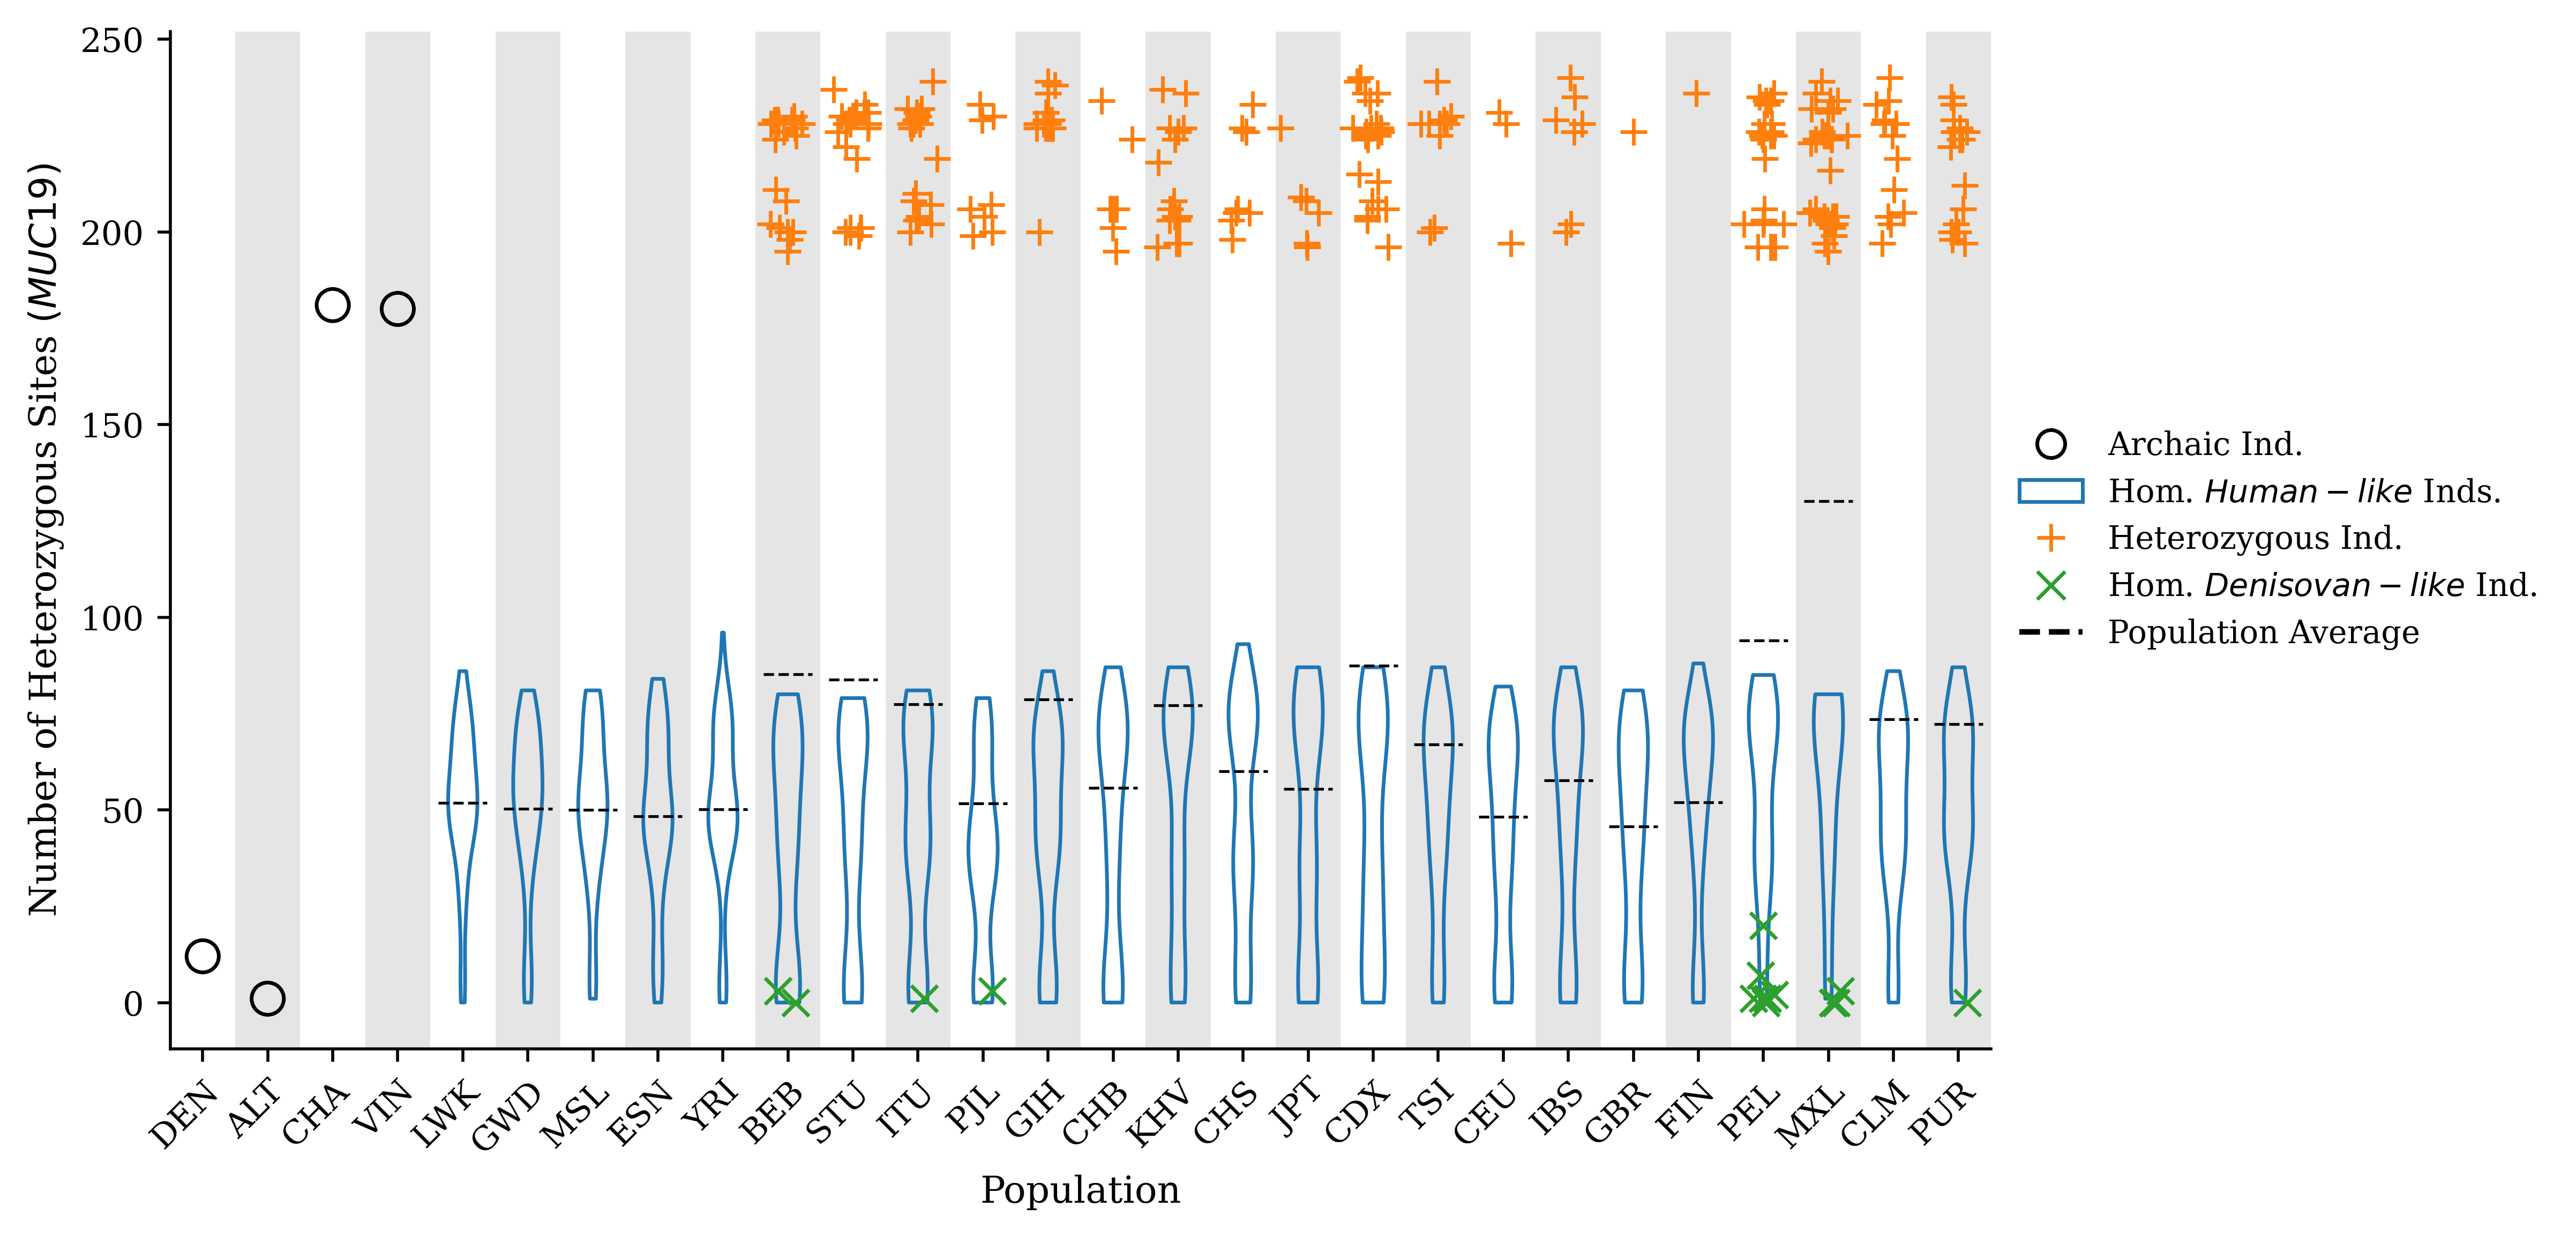 250
200
150
100
50
0
Number of Heterozygous Sites (MUC19)
DEN ALT CHA VIN LWK GWD MSL ESN YRI BEB STU ITU PJL GIH CHB KHV CHS JPT CDX TSI CEU IBS GBR FIN PEL MXL CLM PUR
Population
Archaic Ind.
Hom. Human−like Inds.
Heterozygous Ind.
Hom. Denisovan−like Ind.
Population Average